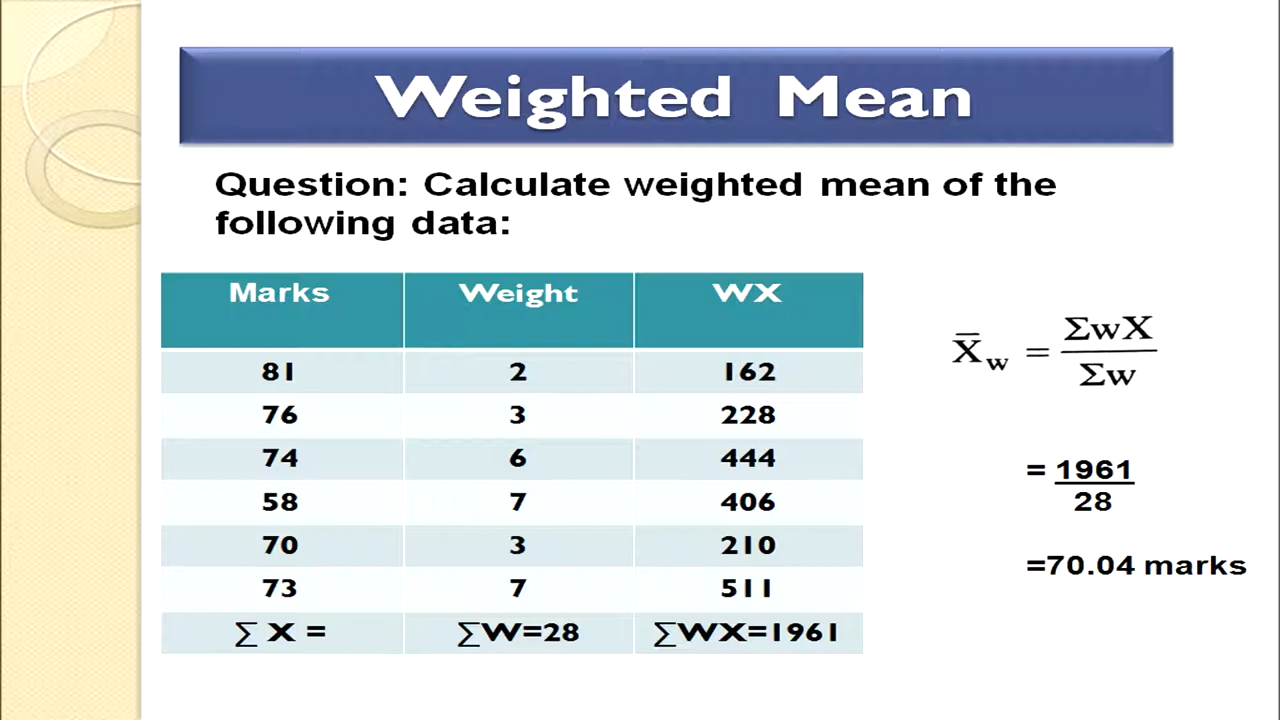 Weighted Mean
Question: Calculate weighted mean of the
following data:
Marks Weight WX
81 2 162
76 3 228
74 6 444
58 7 406
70 3 210
73 7 511
∑ X = ∑W=28 ∑WX=1961
X̄w = ΣwX
Σw
= 1961
28
=70.04 marks